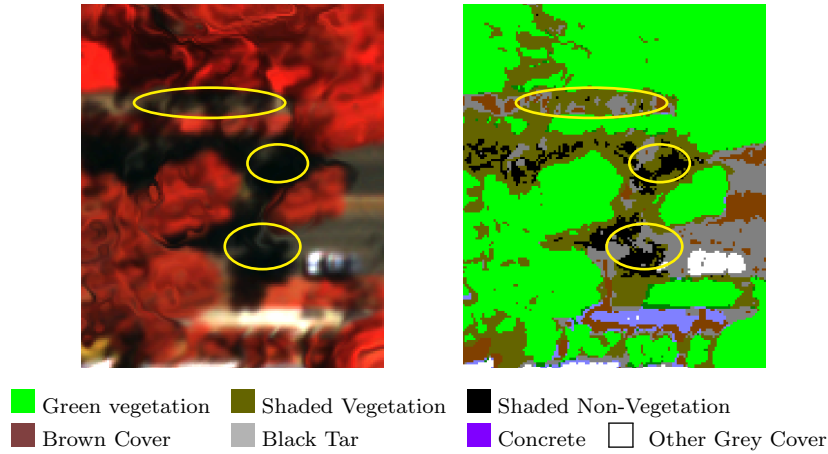 Green vegetation Shaded Vegetation Shaded Non-Vegetation
Brown Cover Black Tar Concrete Other Grey Cover